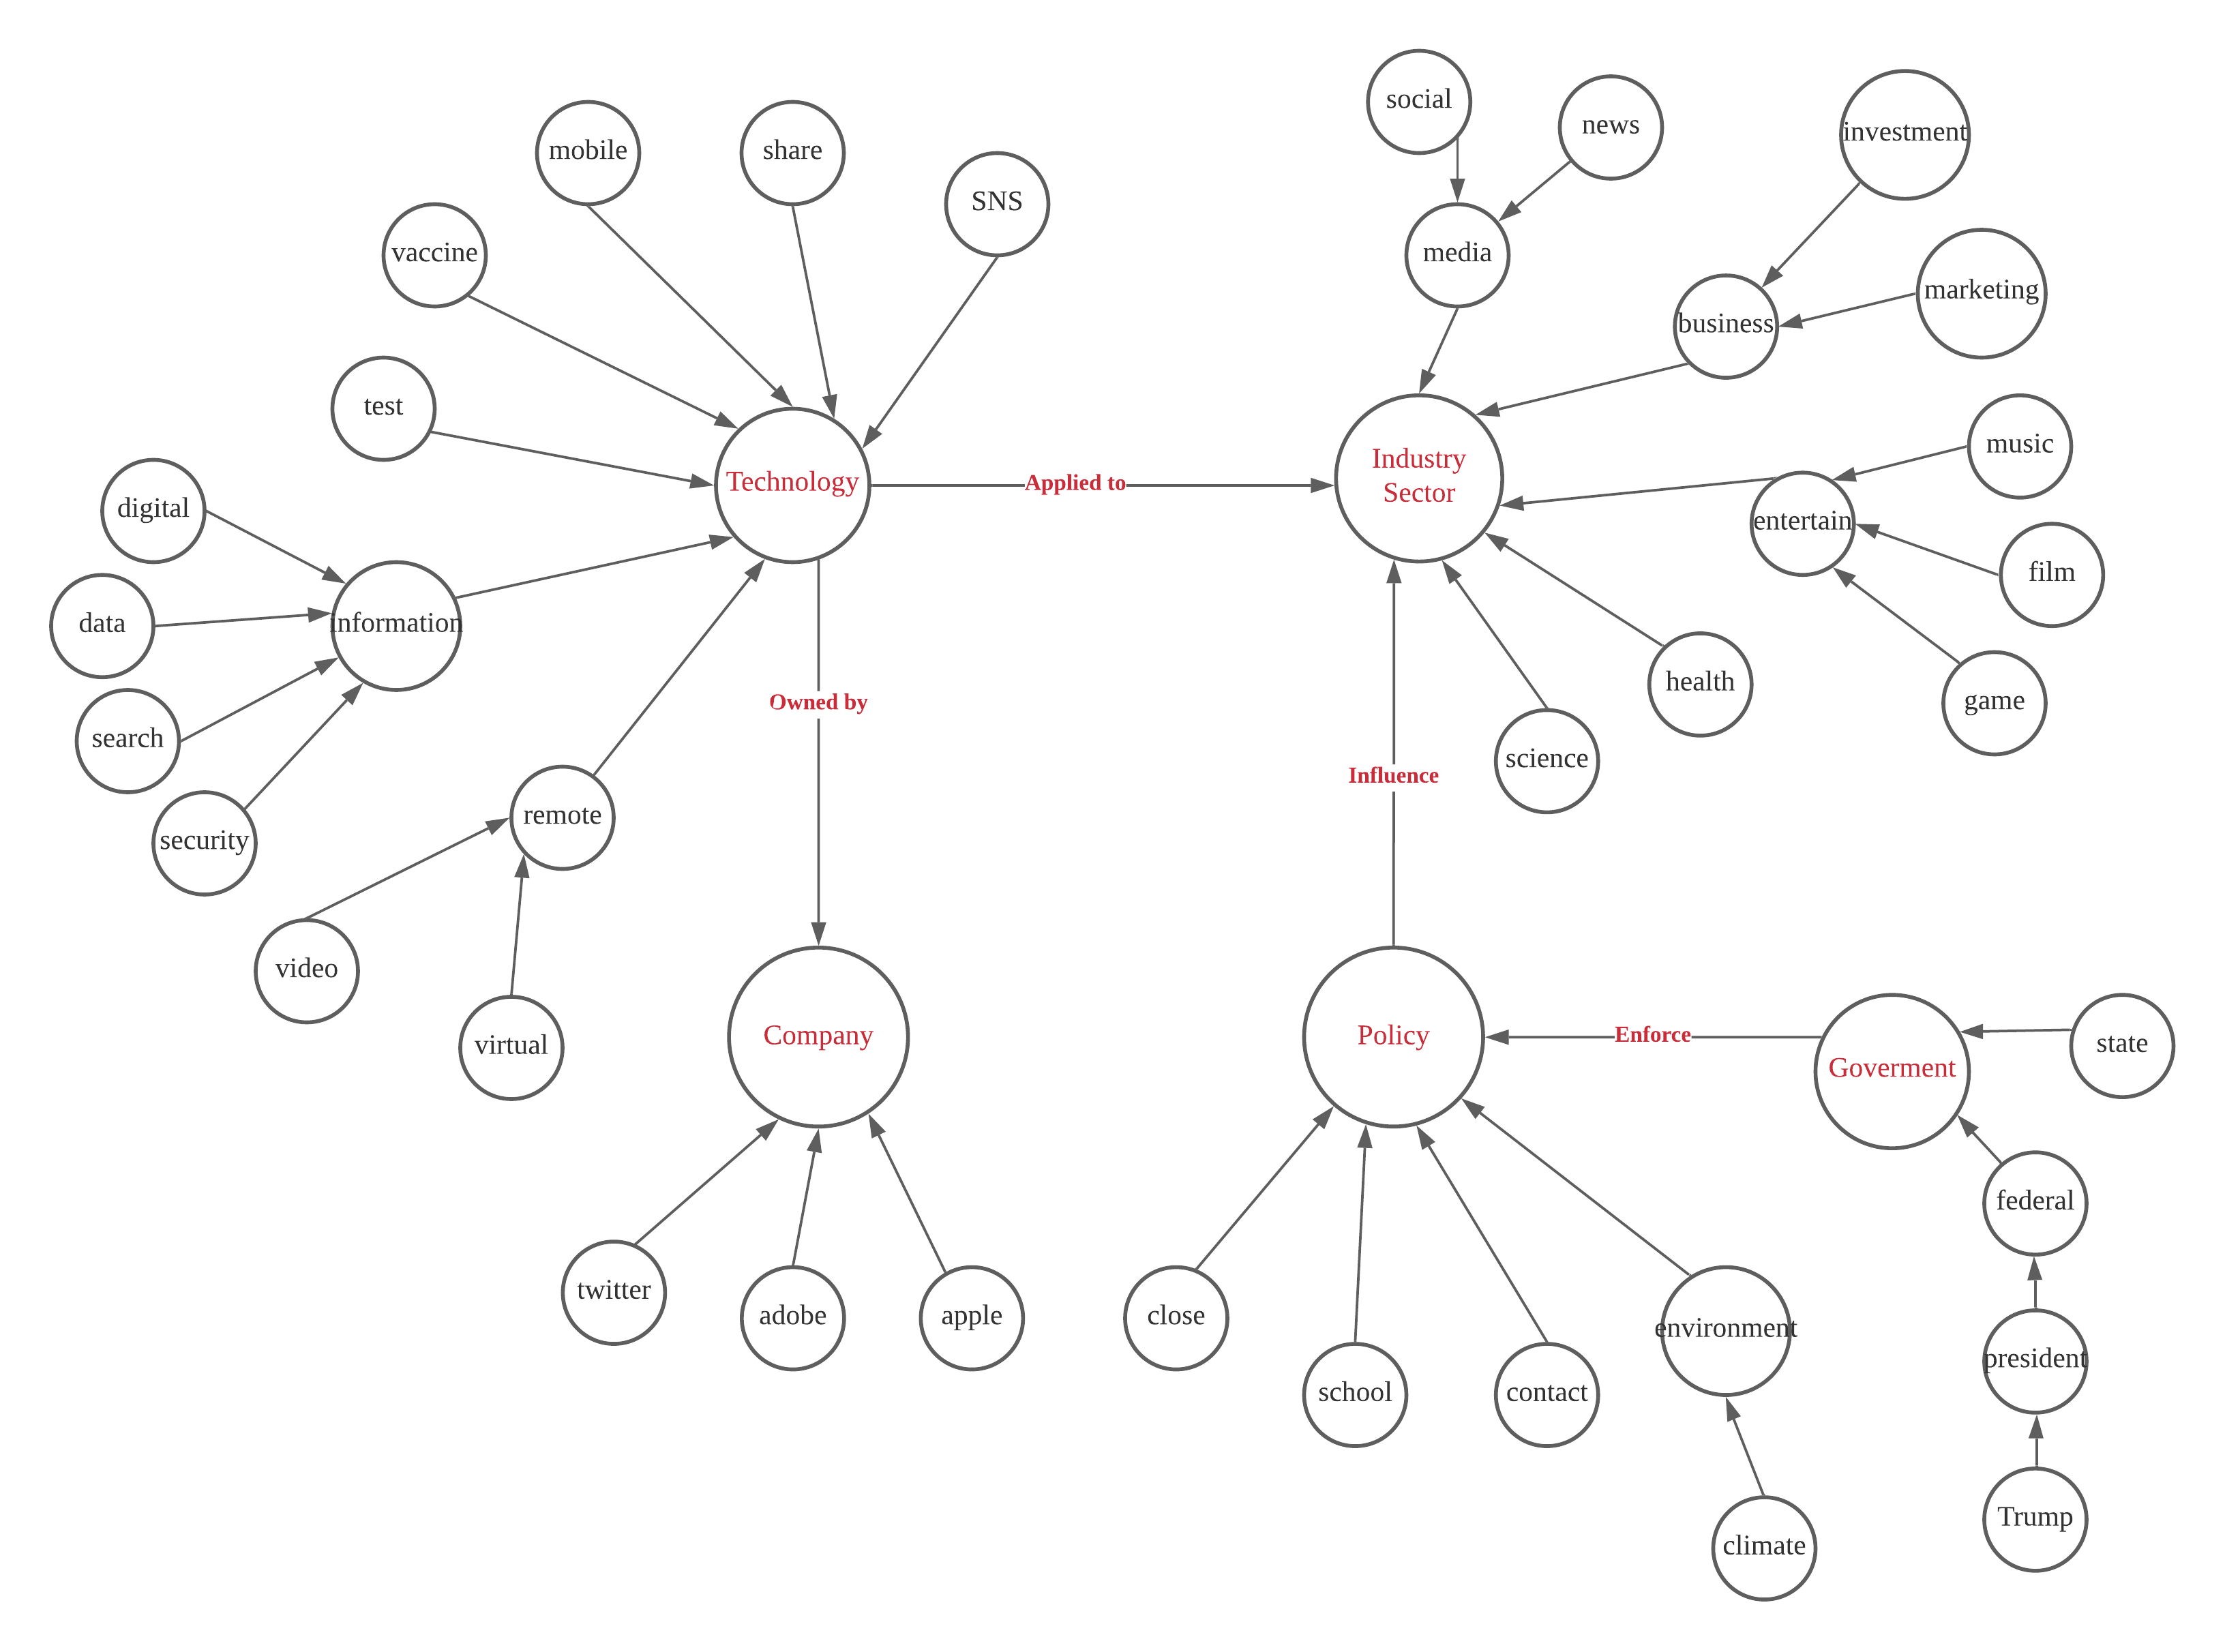 social
news
investment
mobile
share
SNS
vaccine
media
marketing
business
test
music
Technology
Applied to
Industry
Sector
digital
entertain
film
data
information
health
game
search
Owned by
science
Influence
security
remote
video
virtual
Company
Policy
Enforce
Goverment
state
federal
twitter
adobe
apple
close
environment
school
contact
president
climate
Trump